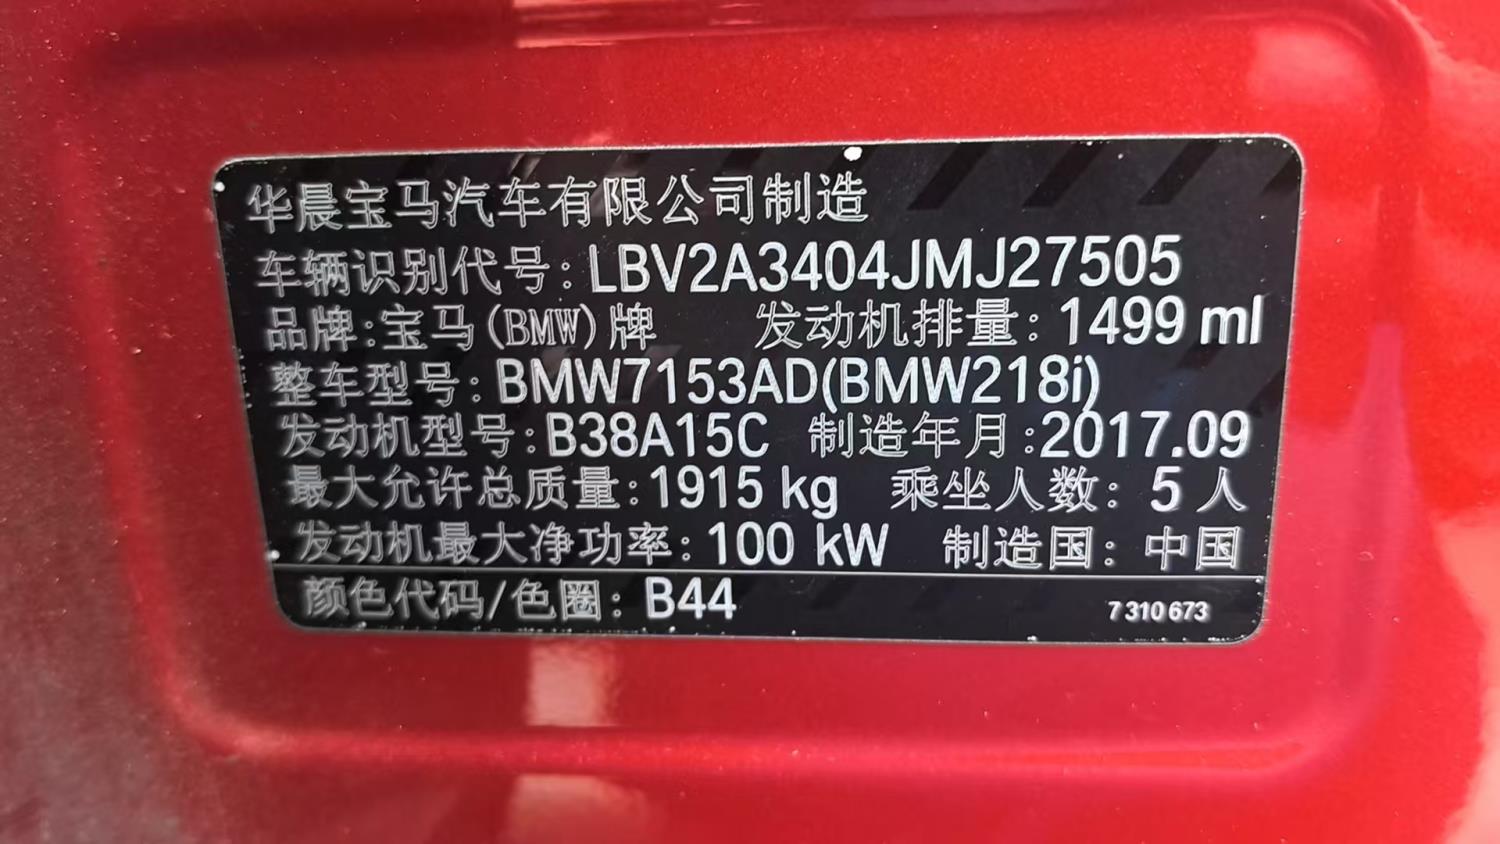 华晨宝马汽车有限公司制造
车辆识别代号:LBV2A3404JMJ27505
品牌:宝马(BMW)牌 发动机排量:1499 ml
整车型号:BMW7153AD(BMW218i)
发动机型号:B38A15C 制造年月:2017.09
最大允许总质量:1915 kg 乘坐人数:5 人
发动机最大净功率:100 kW 制造国:中国
颜色代码/色圈:B44 7 310 673